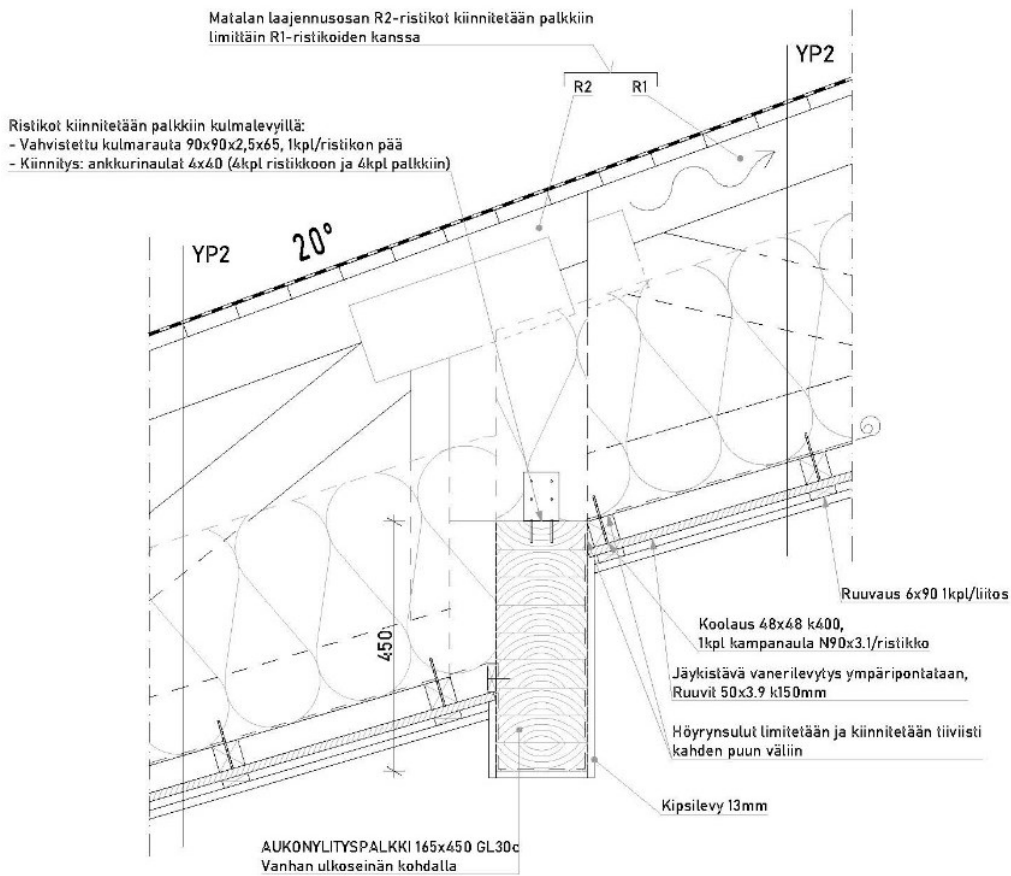 Matalan laajennusosan R2-ristikot kiinnitetään palkkiin
limittäin R1-ristikoiden kanssa
YP2
R2 R1
Ristikot kiinnitetään palkkiin kulmalevyillä:
- Vahvistettu kulmarauta 90x90x2,5x65, 1kpl/ristikon pää
- Kiinnitys: ankkurinaulat 4x40 (4kpl ristikkoon ja 4kpl palkkiin)
YP2
20°
450
Ruuvaus 6x90 1kpl/liitos
Koolaus 48x48 k400,
1kpl kampanaula N90x3.1/ristikko
Jäykistävä vanerilevytys ympäripontataan,
Ruuvit 50x3.9 k150mm
Höyrynsulut limitetään ja kiinnitetään tiiviisti
kahden puun väliin
Kipsilevy 13mm
AUKONYLITYSPALKKI 165x450 GL30c
Vanhan ulkoseinän kohdalla